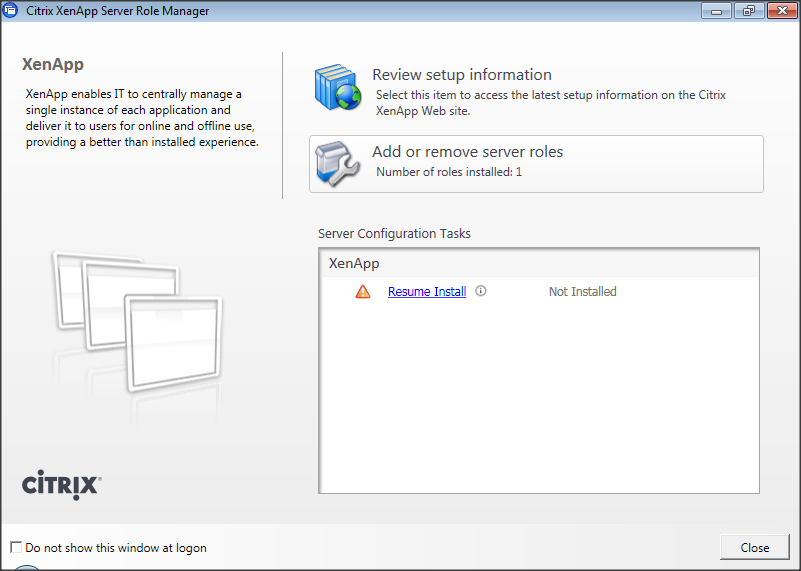 Citrix XenApp Server Role Manager
XenApp
XenApp enables IT to centrally manage a
single instance of each application and
deliver it to users for online and offline use,
providing a better than installed experience.
Review setup information
Select this item to access the latest setup information on the Citrix
XenApp Web site.
Add or remove server roles
Number of roles installed: 1
Server Configuration Tasks
XenApp
Resume Install
Not Installed
CİTRIX
Do not show this window at logon
Close